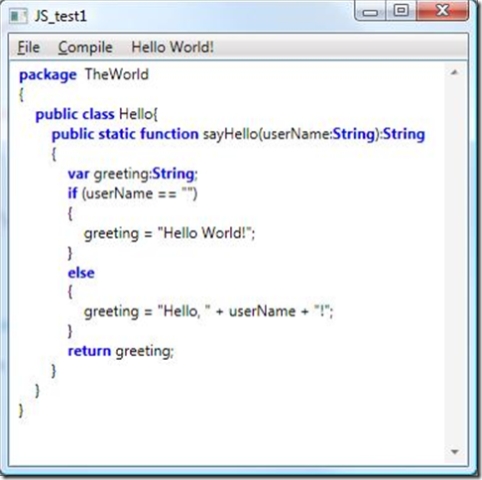 JS_test1
File Compile Hello World!
package TheWorld
{
public class Hello{
public static function sayHello(userName:String):String
{
var greeting:String;
if (userName == "")
{
greeting = "Hello World!";
}
else
{
greeting = "Hello, " + userName + "!";
}
return greeting;
}
}
}